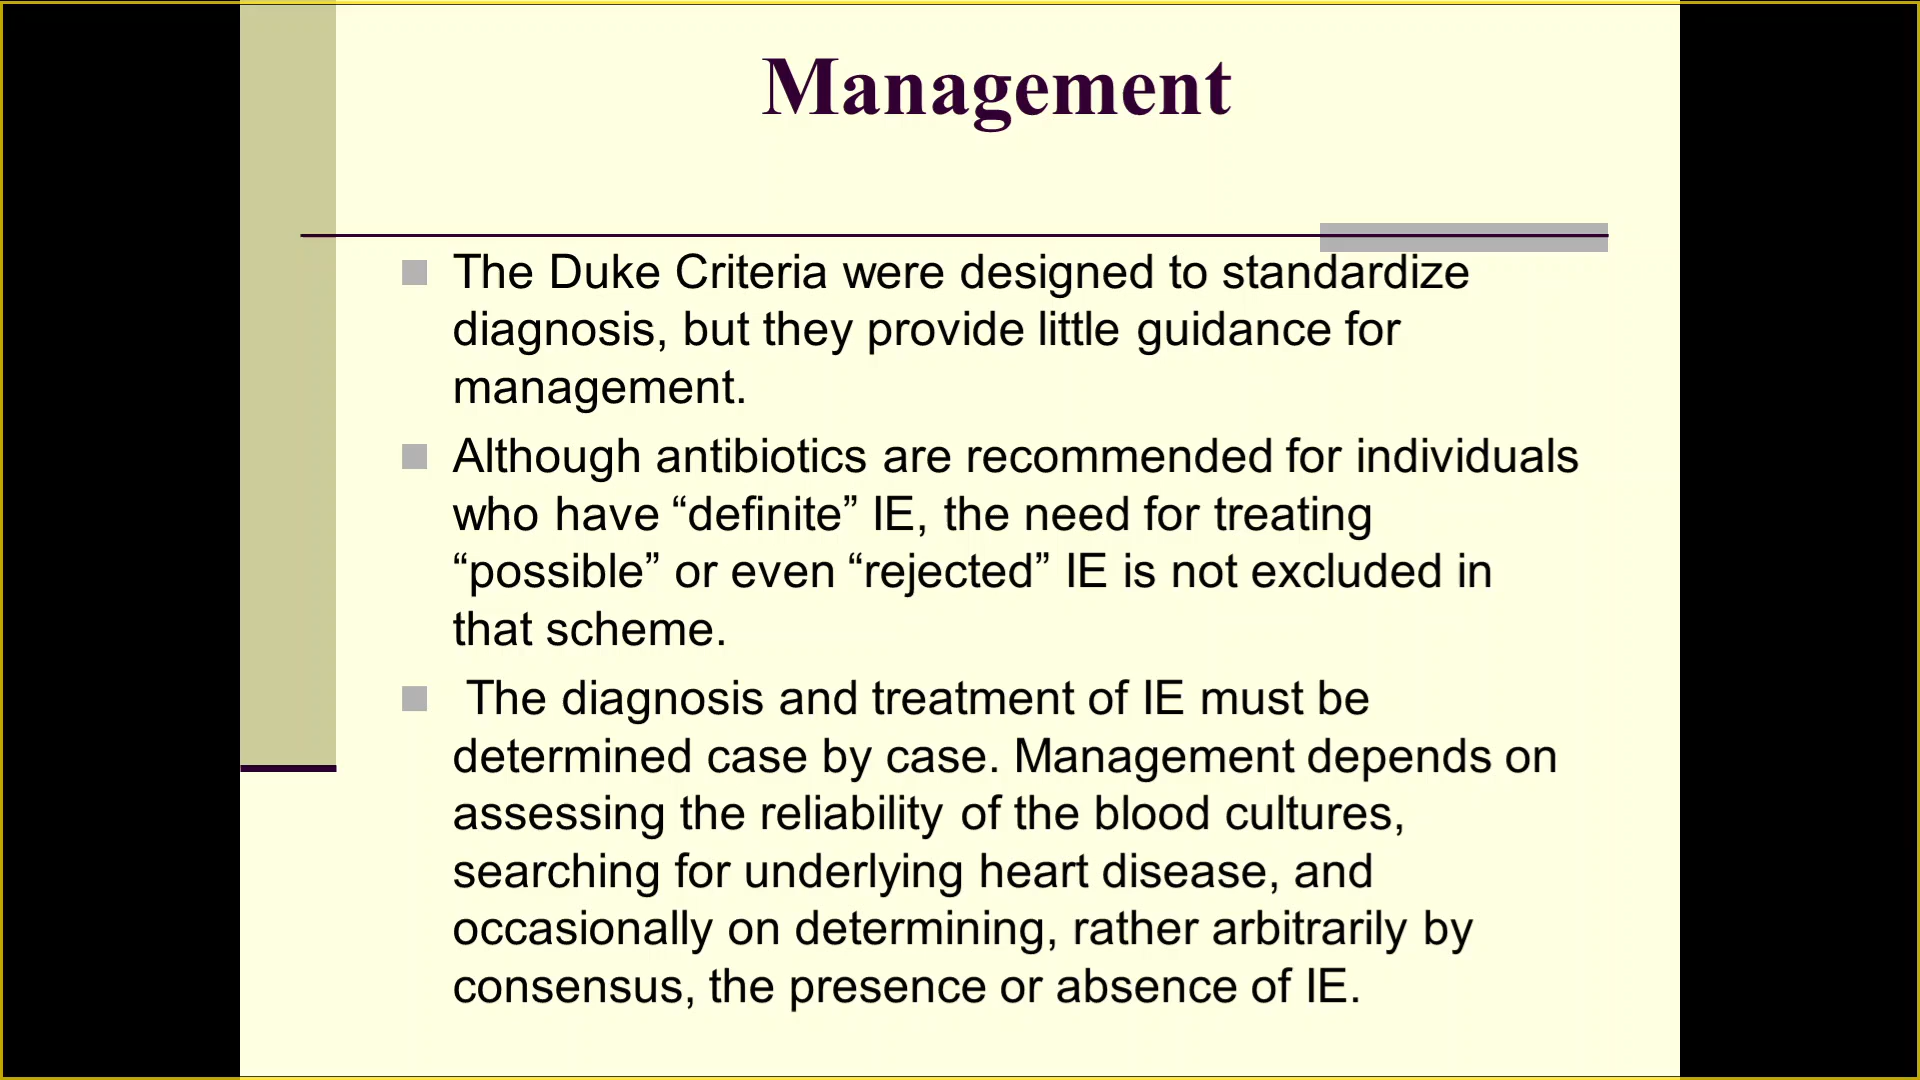 Management
The Duke Criteria were designed to standardize
diagnosis, but they provide little guidance for
management.
Although antibiotics are recommended for individuals
who have “definite” IE, the need for treating
“possible” or even “rejected” IE is not excluded in
that scheme.
The diagnosis and treatment of IE must be
determined case by case. Management depends on
assessing the reliability of the blood cultures,
searching for underlying heart disease, and
occasionally on determining, rather arbitrarily by
consensus, the presence or absence of IE.